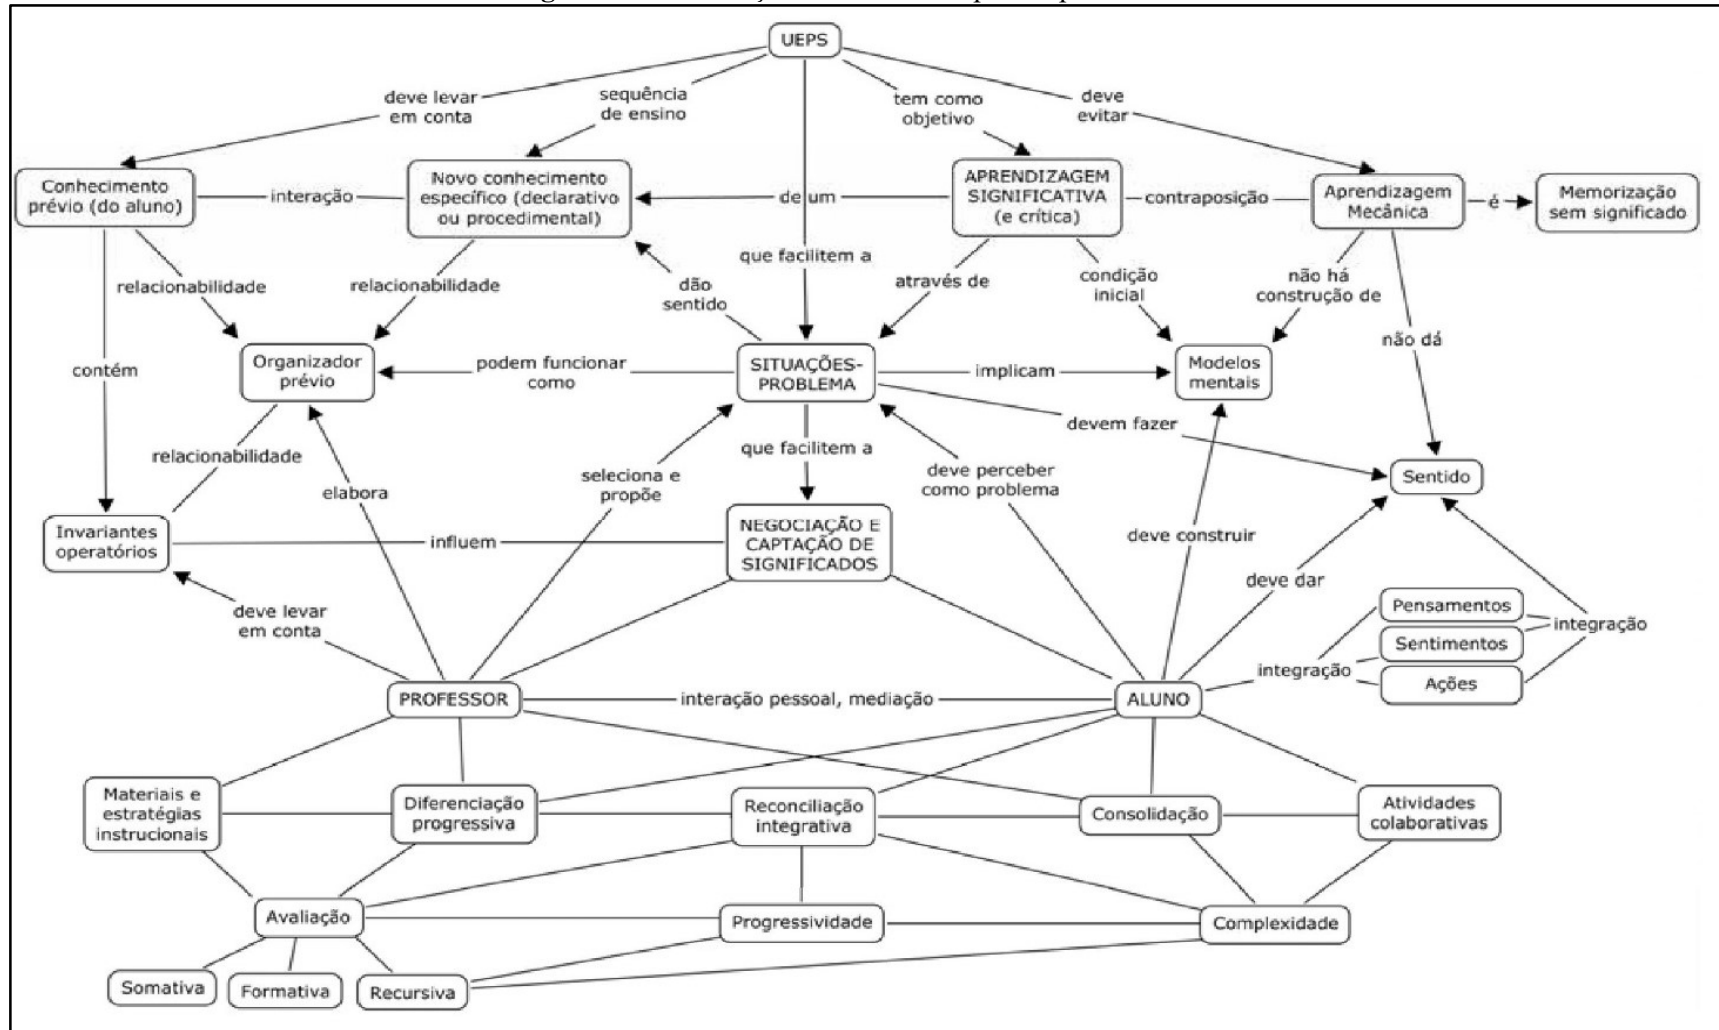 UEPS
deve levar
em conta
sequência
de ensino
tem como
objetivo
deve
evitar
Conhecimento
prévio (do aluno)
interação
Novo conhecimento
específico (declarativo
ou procedimental)
de um
APRENDIZAGEM
SIGNIFICATIVA
(e crítica)
contraposição
Aprendizagem
Mecânica
é
Memorização
sem significado
que facilitem a
relacionabilidade
relacionabilidade
dão
sentido
através de
condição
inicial
não há
construção de
não dá
contém
Organizador
prévio
podem funcionar
como
SITUAÇÕES-
PROBLEMA
implicam
Modelos
mentais
devem fazer
relacionabilidade
que facilitem a
elabora
seleciona e
propõe
deve perceber
como problema
Sentido
Invariantes
operatórios
influem
NEGOCIAÇÃO E
CAPTAÇÃO DE
SIGNIFICADOS
deve construir
deve dar
deve levar
em conta
Pensamentos
Sentimentos
Ações
integração
integração
PROFESSOR
interação pessoal, mediação
ALUNO
Materiais e
estratégias
instrucionais
Diferenciação
progressiva
Reconciliação
integrativa
Consolidação
Atividades
colaborativas
Avaliação
Progressividade
Complexidade
Somativa
Formativa
Recursiva